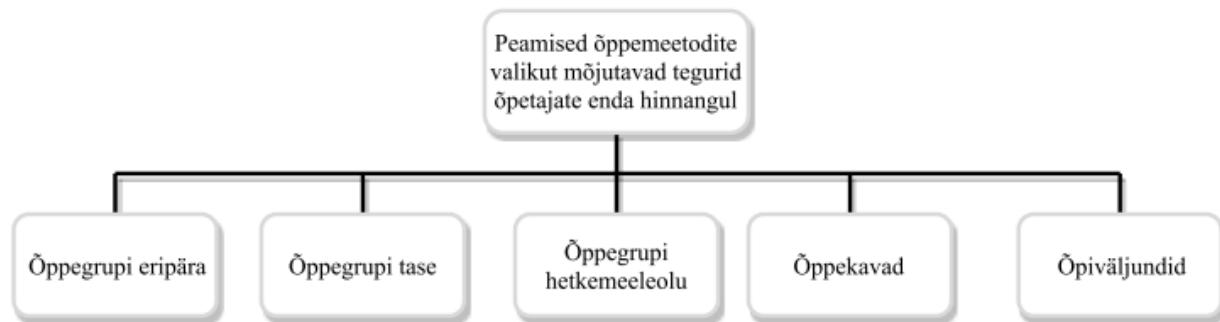 Peamised õppemeetodite
valikut mõjutavad tegurid
õpetajate enda hinnangul
Õppegrupi eripära
Õppegrupi tase
Õppegrupi
hetkemeeleolu
Õppekavad
Õpiväljundid